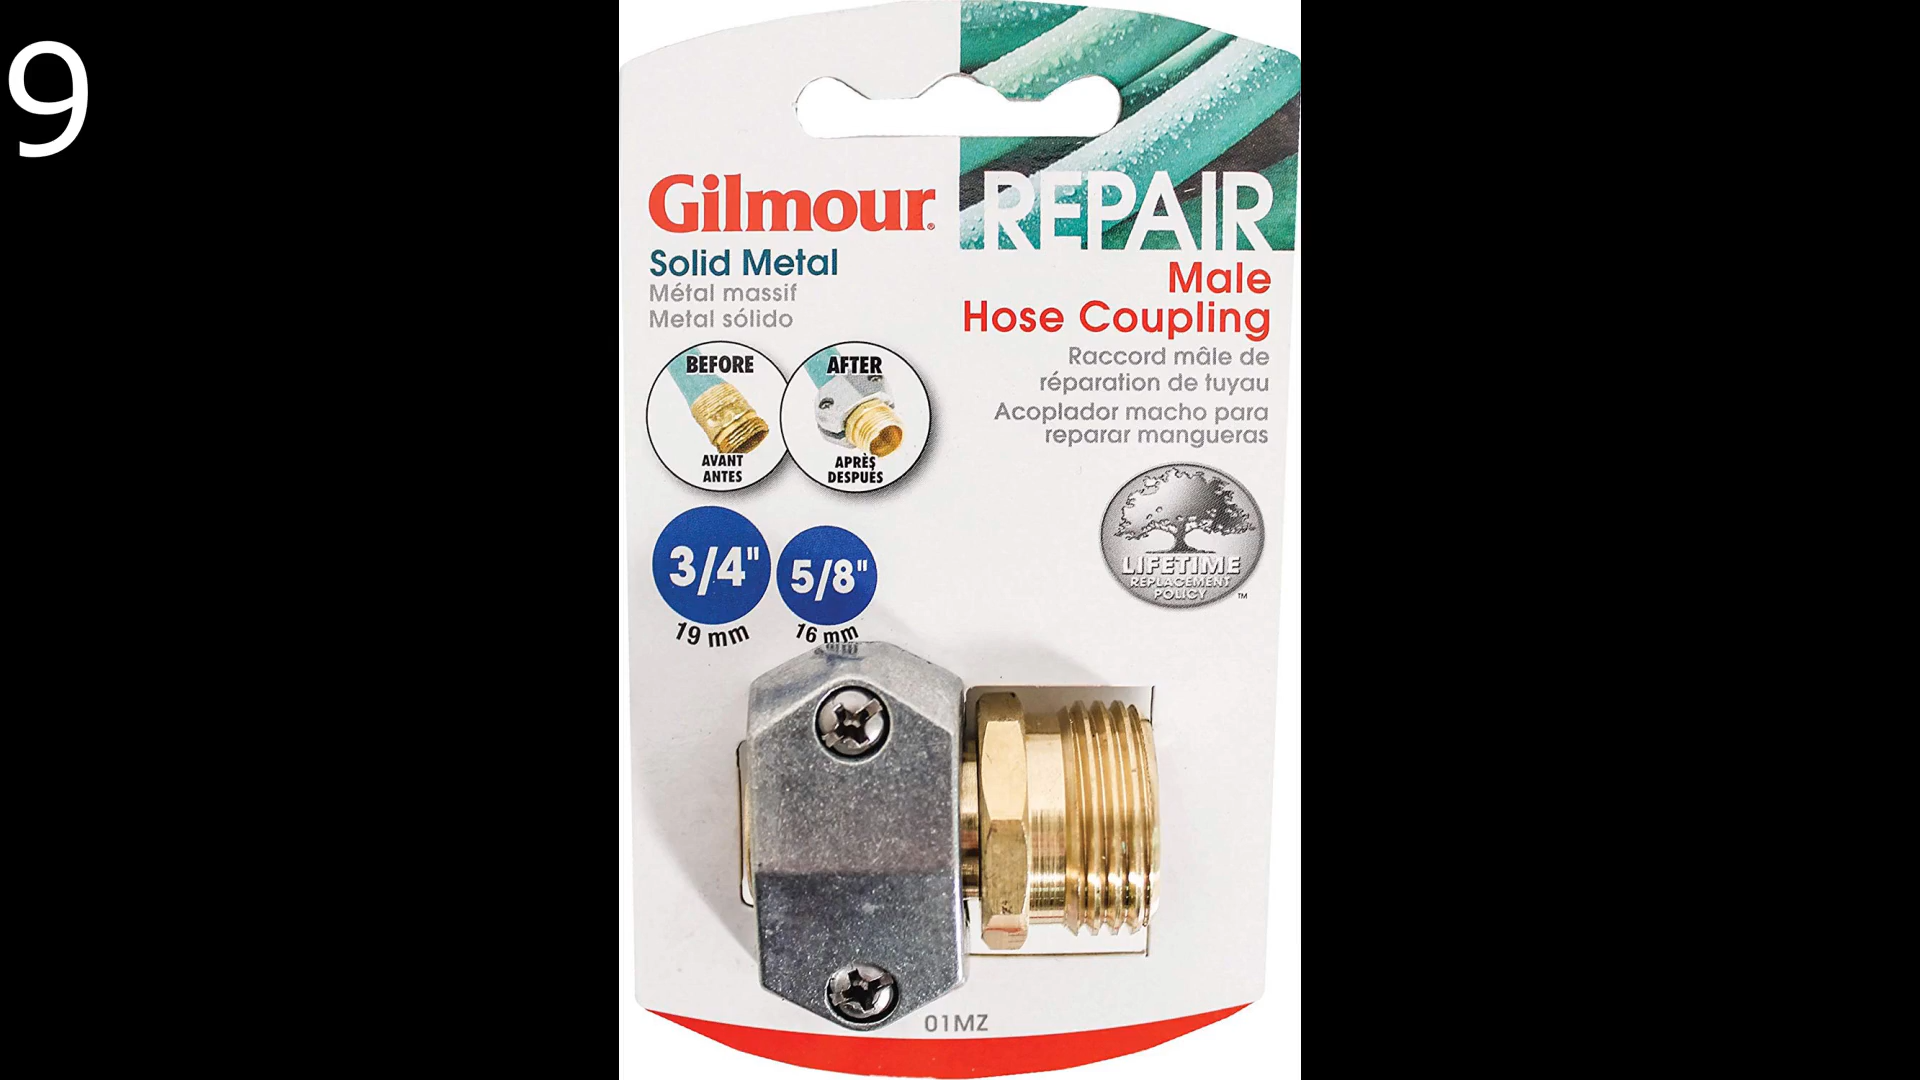 9
Gilmour®
REPAIR
Solid Metal
Métal massif
Metal sólido
Male
Hose Coupling
Raccord mâle de
réparation de tuyau
Acoplador macho para
reparar mangueras
BEFORE
AVANT
ANTES
AFTER
APRÈS
DESPUÉS
3/4"
19 mm
5/8"
16 mm
LIFETIME
REPLACEMENT
POLICY
TM
01MZ